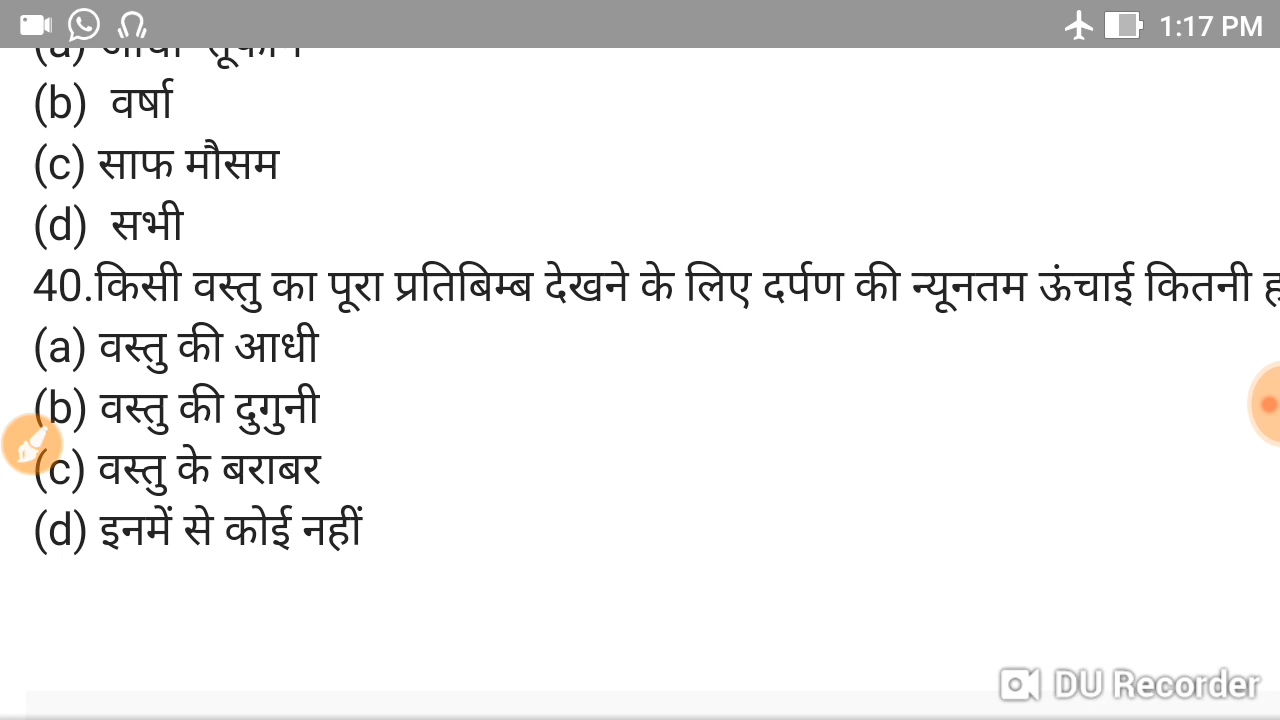 1:17 PM
(b) वर्षा
(c) साफ मौसम
(d) सभी
40.किसी वस्तु का पूरा प्रतिबिम्ब देखने के लिए दर्पण की न्यूनतम ऊंचाई कितनी
(a) वस्तु की आधी
(b) वस्तु की दुगुनी
(c) वस्तु के बराबर
(d) इनमें से कोई नहीं
DU Recorder